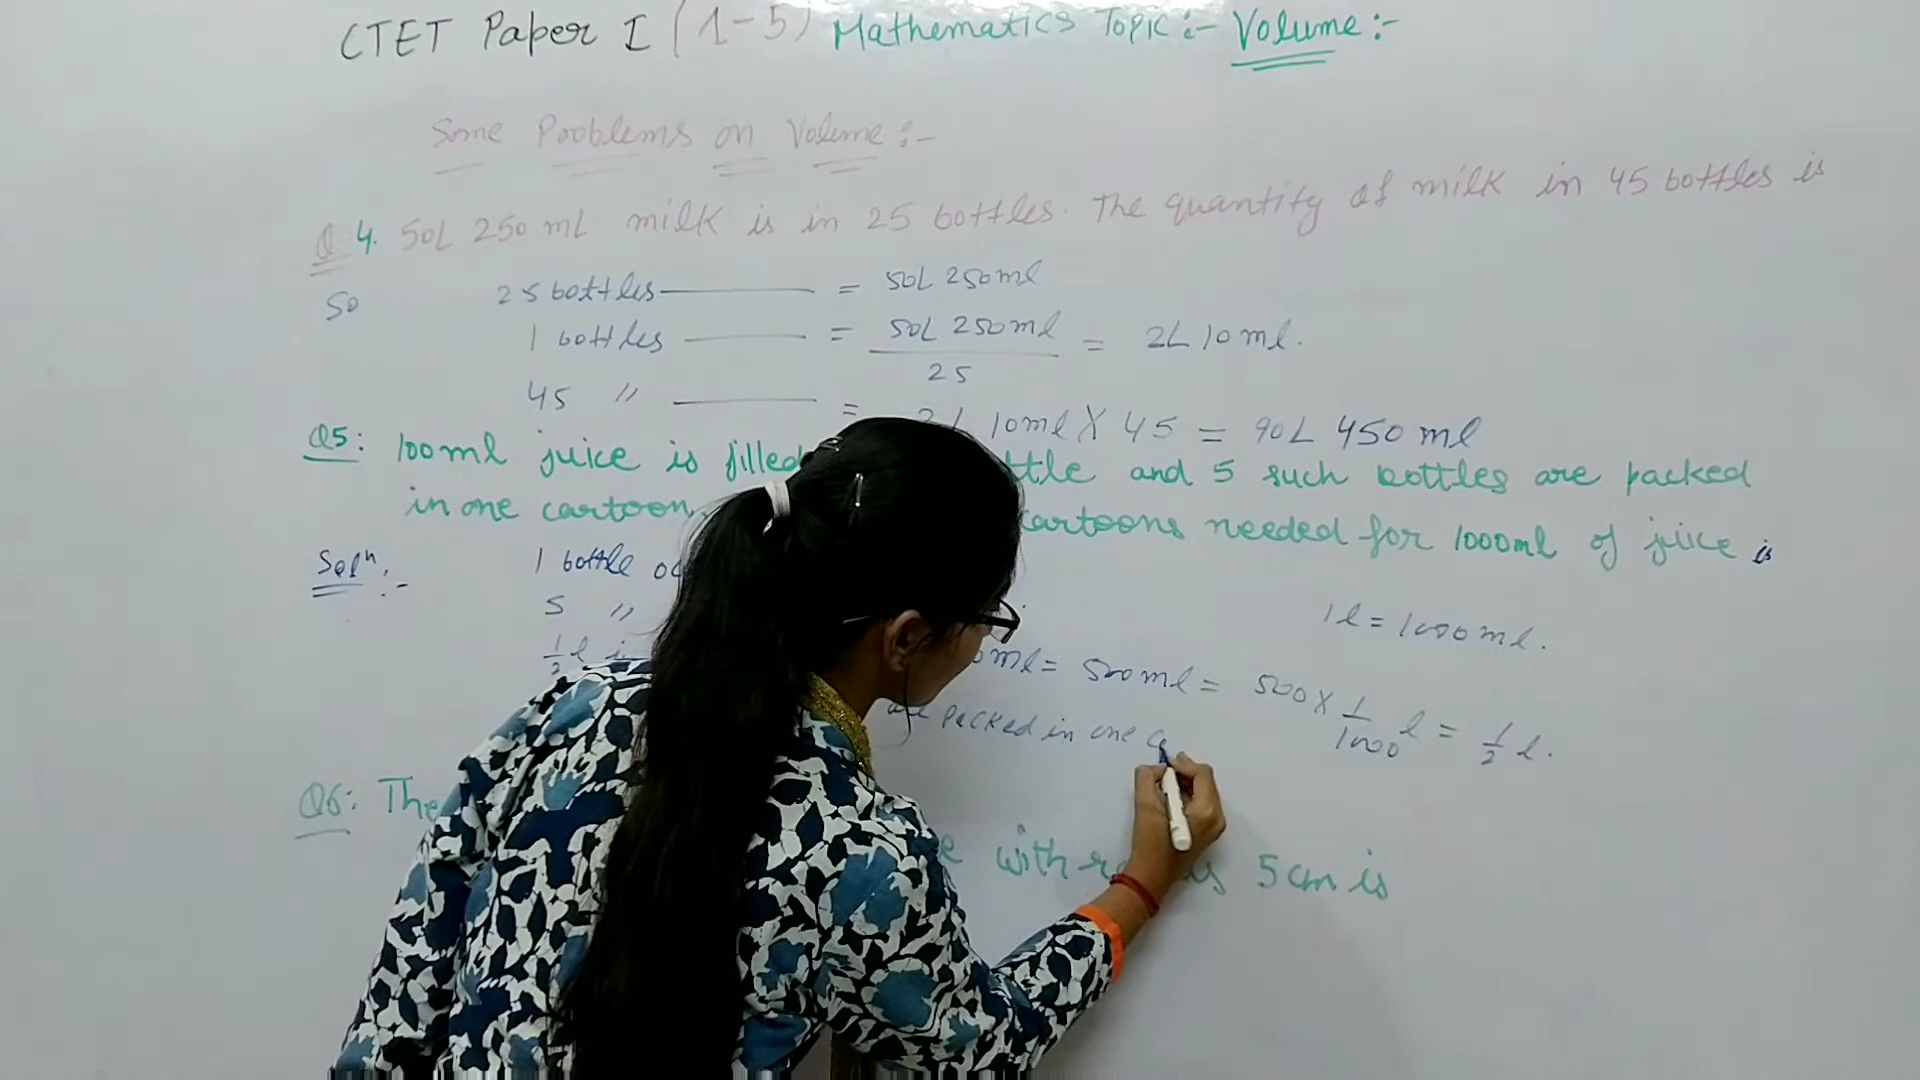 CTET Paper I (1-5) Mathematics Topic:- Volume:-
Some Problems on Volume:-
Q 4. 50L 250 mL milk is in 25 bottles. The quantity of milk in 45 bottles is
So 25 bottles = 50L 250ml
1 bottles = 50L 250ml / 25 = 2L 10ml.
45 " = 10ml X 45 = 90L 450 ml
Q5: 100ml juice is filled and 5 such bottles are packed
in one cartoon. cartoons needed for 1000ml of juice is
Solⁿ:- 1 bottle
5 "
1l = 1000ml.
1/2 l ml = 500ml = 500 X 1/1000 l = 1/2 l.
packed in one
Q6: The with 5cm is